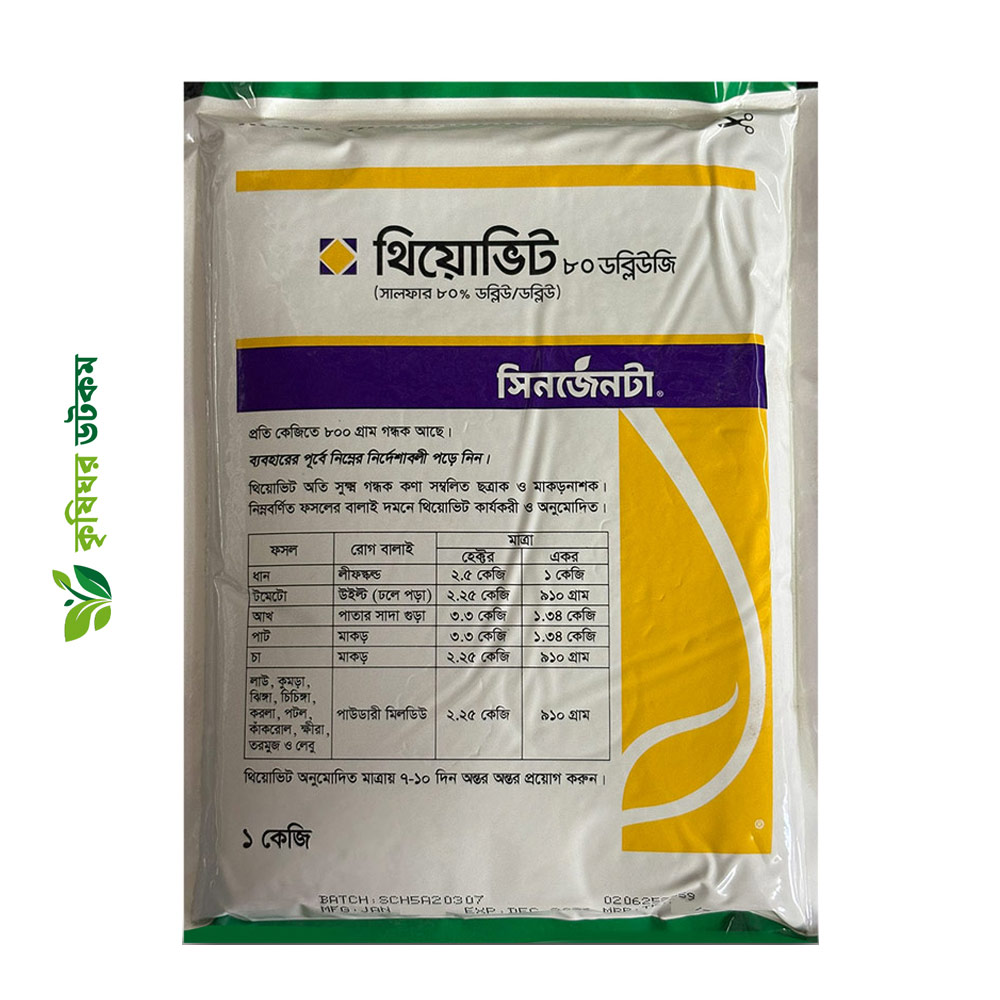 থিয়োভিট ৮০ ডব্লিউজি
(সালফার ৮০% ডব্লিউ/ডব্লিউ)
সিনজেনটা®
প্রতি কেজিতে ৮০০ গ্রাম গন্ধক আছে।
ব্যবহারের পূর্বে নিম্নের নির্দেশাবলী পড়ে নিন।
থিয়োভিট অতি সুক্ষ্ম গন্ধক কণা সম্বলিত ছত্রাক ও মাকড়নাশক।
নিম্নবর্ণিত ফসলের বালাই দমনে থিয়োভিট কার্যকরী ও অনুমোদিত।
ফসল রোগ বালাই মাত্রা
হেক্টর একর
ধান লীফস্কল্ড ২.৫ কেজি ১ কেজি
টমেটো উইল্ট (ঢলে পড়া) ২.২৫ কেজি ৯১০ গ্রাম
আখ পাতার সাদা গুড়া ৩.৩ কেজি ১.৩৪ কেজি
পাট মাকড় ৩.৩ কেজি ১.৩৪ কেজি
চা মাকড় ২.২৫ কেজি ৯১০ গ্রাম
লাউ, কুমড়া,
ঝিঙ্গা, চিচিঙ্গা,
করলা, পটল, পাউডারী মিলডিউ ২.২৫ কেজি ৯১০ গ্রাম
কাঁকরোল, ক্ষীরা,
তরমুজ ও লেবু
থিয়োভিট অনুমোদিত মাত্রায় ৭-১০ দিন অন্তর অন্তর প্রয়োগ করুন।
১ কেজি
®
BATCH:SCH5A20307
MFG:JAN EXP:DEC MRP:
কৃষিঘর ডটকম